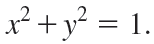 x² + y² = 1.